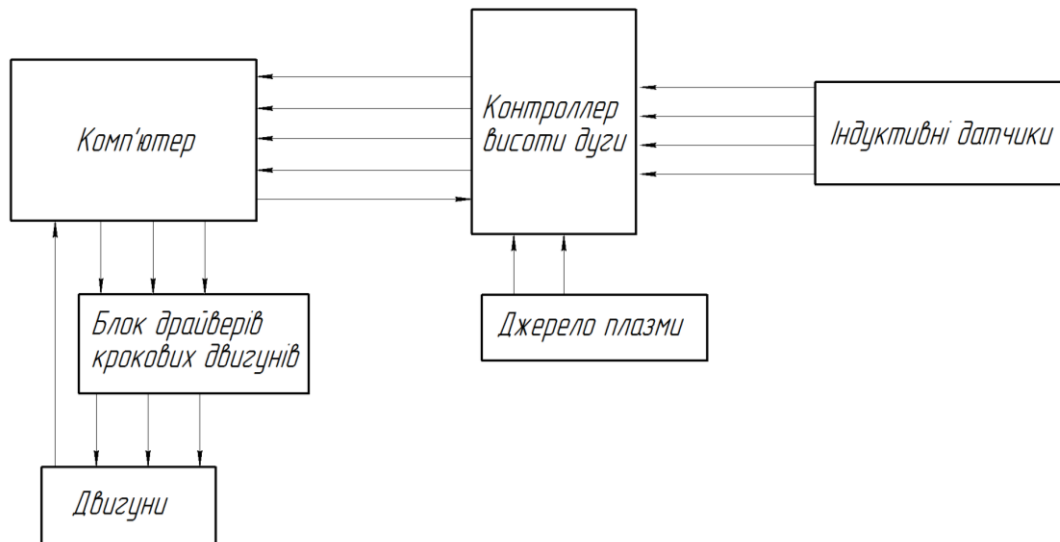 Комп'ютер
Контроллер
висоти дуги
Індуктивні датчики
Блок драйверів
крокових двигунів
Джерело плазми
Двигуни